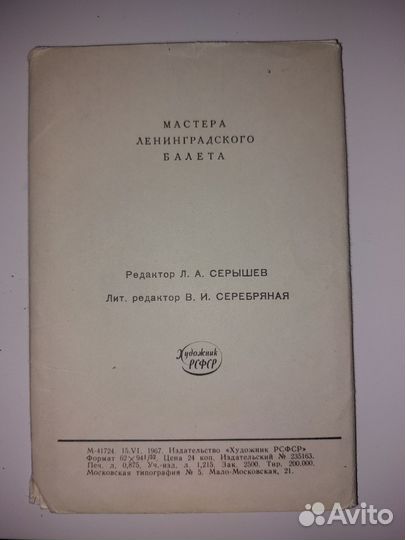 МАСТЕРА
ЛЕНИНГРАДСКОГО
БАЛЕТА
Редактор Л. А. СЕРЫШЕВ
Лит. редактор В. И. СЕРЕБРЯНАЯ
Художник
РСФСР
М-41724. 15.VI. 1967. Издательство «Художник РСФСР»
Формат 62×94 1/32. Цена 24 коп. Издательский № 235163.
Печ. л. 0,875. Уч.-изд. л. 1,215. Зак. 2500. Тир. 200.000.
Московская типография № 5. Мало-Московская, 21.
Avito